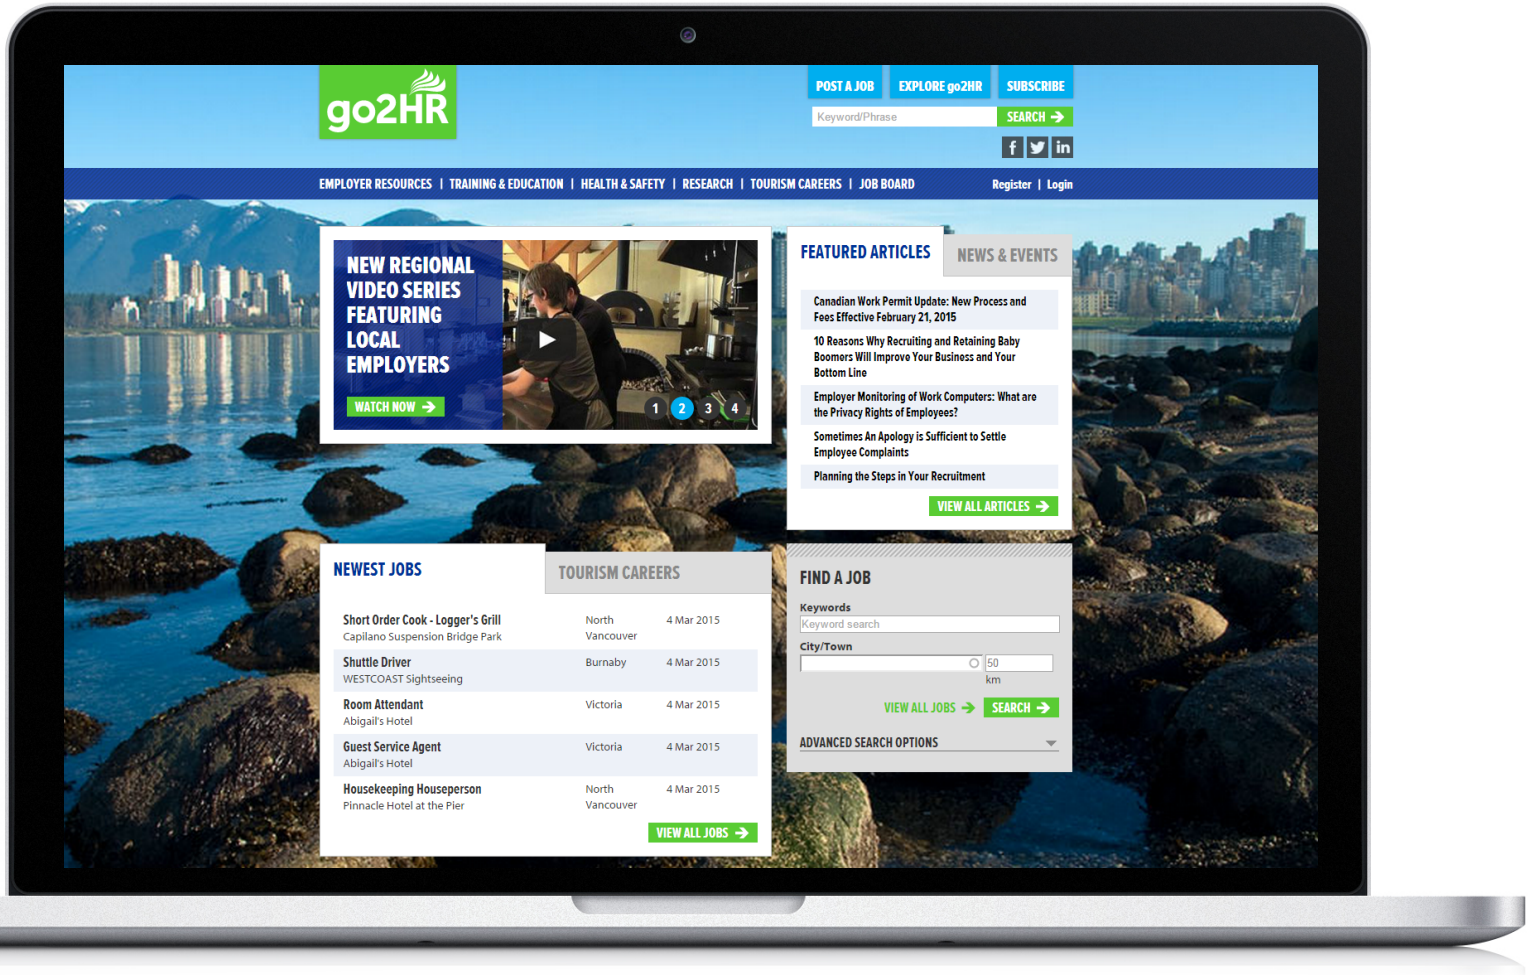 go2HR
POST A JOB
EXPLORE go2HR
SUBSCRIBE
Keyword/Phrase
SEARCH
f
in
EMPLOYER RESOURCES | TRAINING & EDUCATION | HEALTH & SAFETY | RESEARCH | TOURISM CAREERS | JOB BOARD
Register | Login
NEW REGIONAL
VIDEO SERIES
FEATURING
LOCAL
EMPLOYERS
WATCH NOW
1 2 3 4
FEATURED ARTICLES
NEWS & EVENTS
Canadian Work Permit Update: New Process and
Fees Effective February 21, 2015
10 Reasons Why Recruiting and Retaining Baby
Boomers Will Improve Your Business and Your
Bottom Line
Employer Monitoring of Work Computers: What are
the Privacy Rights of Employees?
Sometimes An Apology is Sufficient to Settle
Employee Complaints
Planning the Steps in Your Recruitment
VIEW ALL ARTICLES
NEWEST JOBS
TOURISM CAREERS
Short Order Cook - Logger's Grill
Capilano Suspension Bridge Park
North
Vancouver
4 Mar 2015
Shuttle Driver
WESTCOAST Sightseeing
Burnaby
4 Mar 2015
Room Attendant
Abigail's Hotel
Victoria
4 Mar 2015
Guest Service Agent
Abigail's Hotel
Victoria
4 Mar 2015
Housekeeping Houseperson
Pinnacle Hotel at the Pier
North
Vancouver
4 Mar 2015
VIEW ALL JOBS
FIND A JOB
Keywords
Keyword search
City/Town
50
km
VIEW ALL JOBS
SEARCH
ADVANCED SEARCH OPTIONS